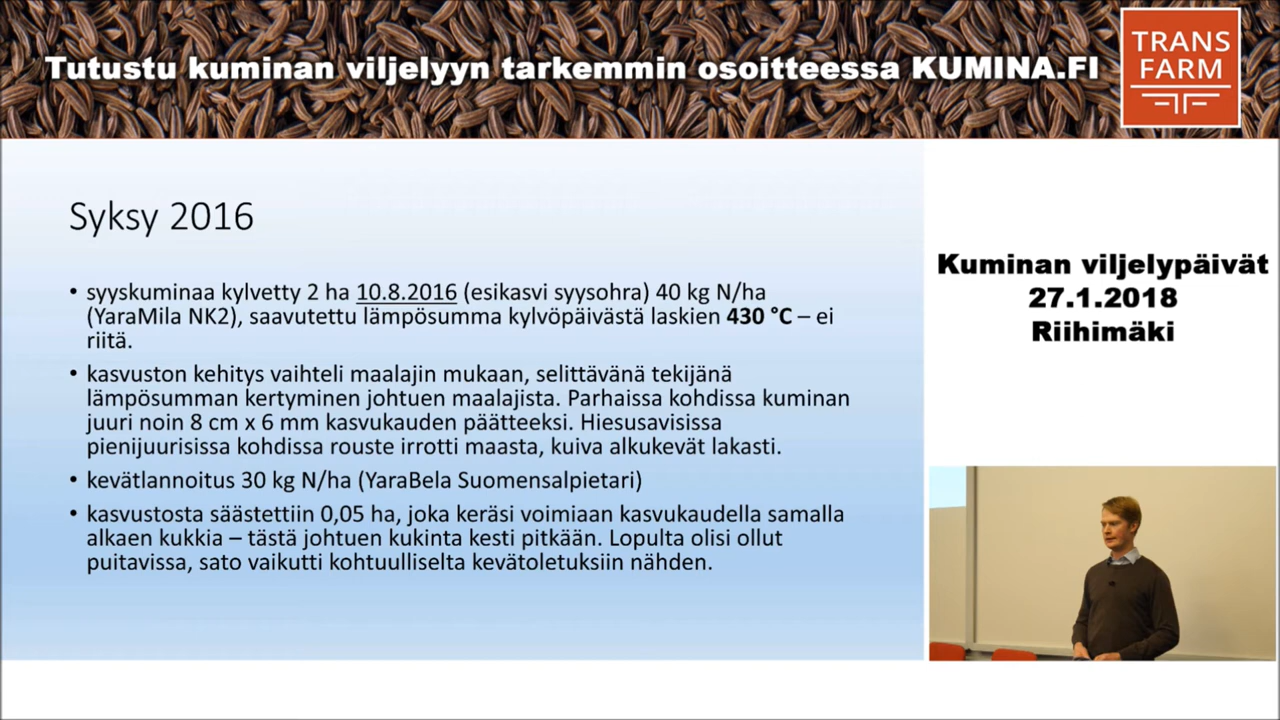 Tutustu kuminan viljelyyn tarkemmin osoitteessa KUMINA.FI
TRANS
FARM
Syksy 2016
• syyskuminaa kylvetty 2 ha 10.8.2016 (esikasvi syysohra) 40 kg N/ha
(YaraMila NK2), saavutettu lämpösumma kylvöpäivästä laskien 430 °C – ei
riitä.
• kasvuston kehitys vaihteli maalajin mukaan, selittävänä tekijänä
lämpösumman kertyminen johtuen maalajista. Parhaissa kohdissa kuminan
juuri noin 8 cm x 6 mm kasvukauden päätteeksi. Hiesusavisissa
pienijuurisissa kohdissa rouste irrotti maasta, kuiva alkukevät lakasti.
• kevätlannoitus 30 kg N/ha (YaraBela Suomensalpietari)
• kasvustosta säästettiin 0,05 ha, joka keräsi voimiaan kasvukaudella samalla
alkaen kukkia – tästä johtuen kukinta kesti pitkään. Lopulta olisi ollut
puitavissa, sato vaikutti kohtuulliselta kevätoletuksiin nähden.
Kuminan viljelypäivät
27.1.2018
Riihimäki